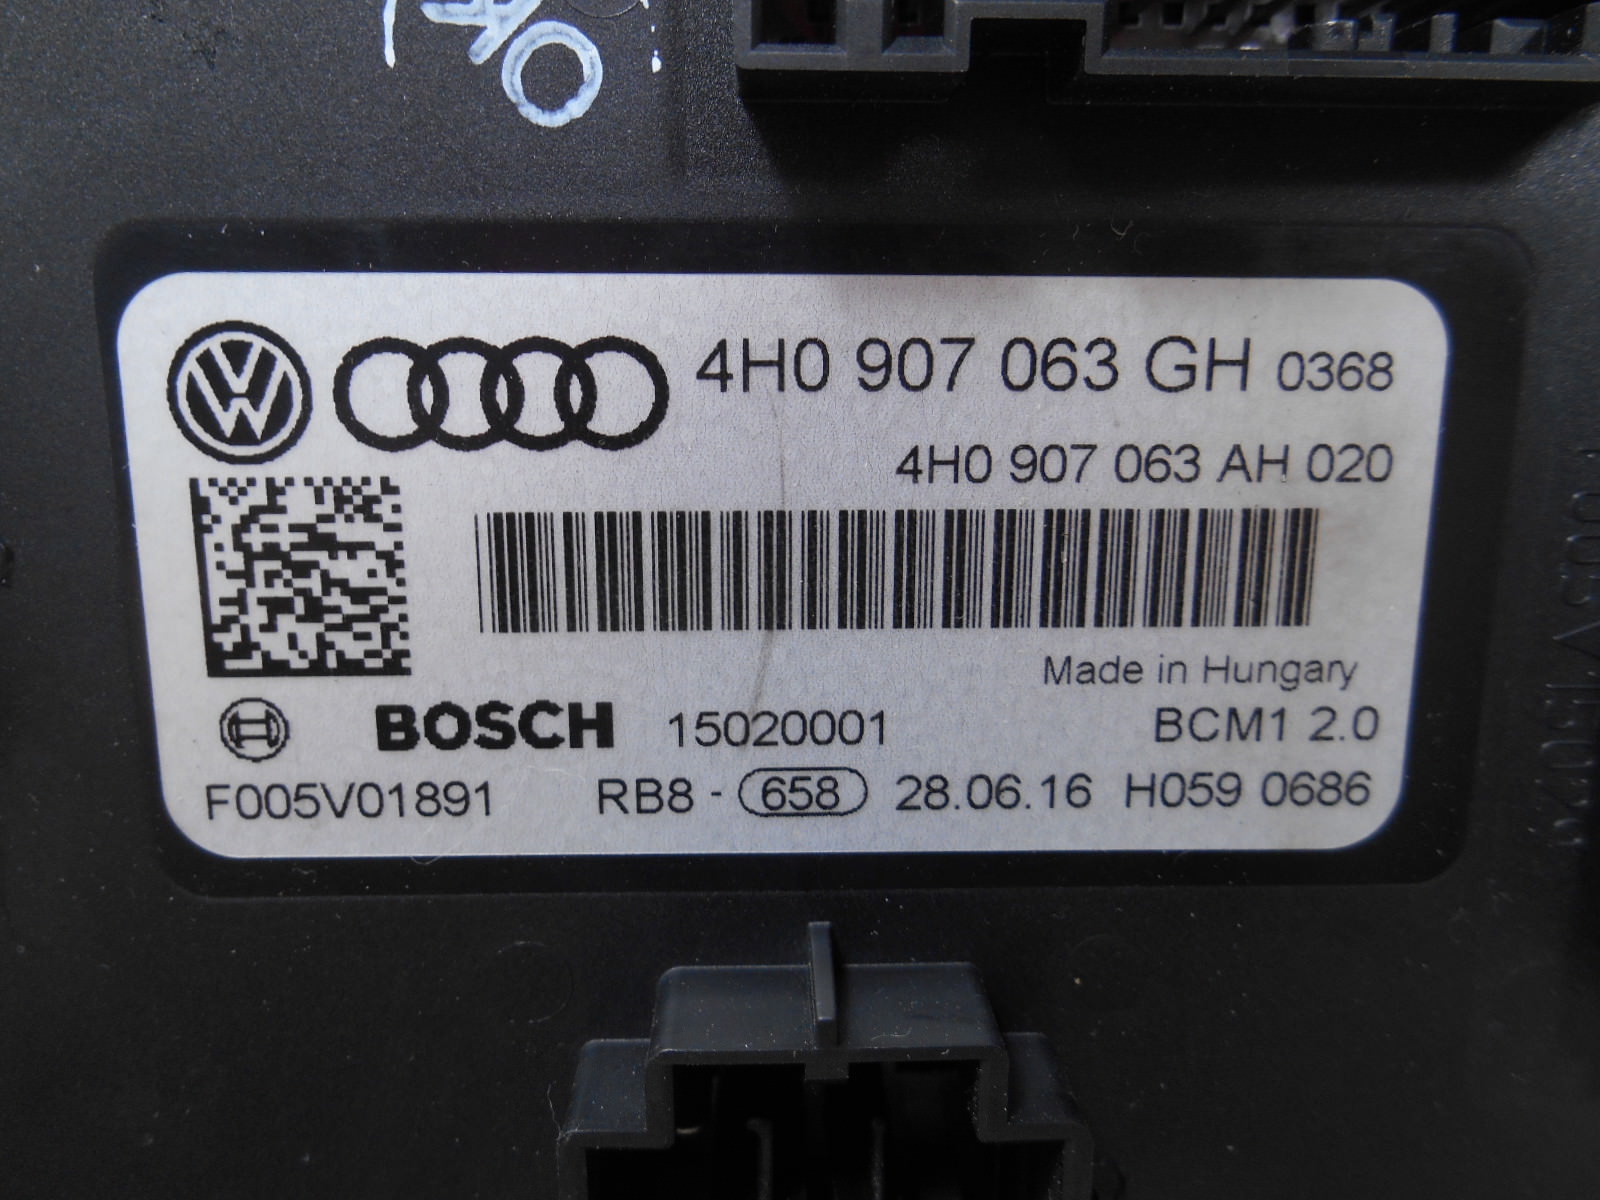 4H0 907 063 GH 0368
4H0 907 063 AH 020
Made in Hungary
BOSCH 15020001 BCM1 2.0
F005V01891 RB8 - 658 28.06.16 H059 0686